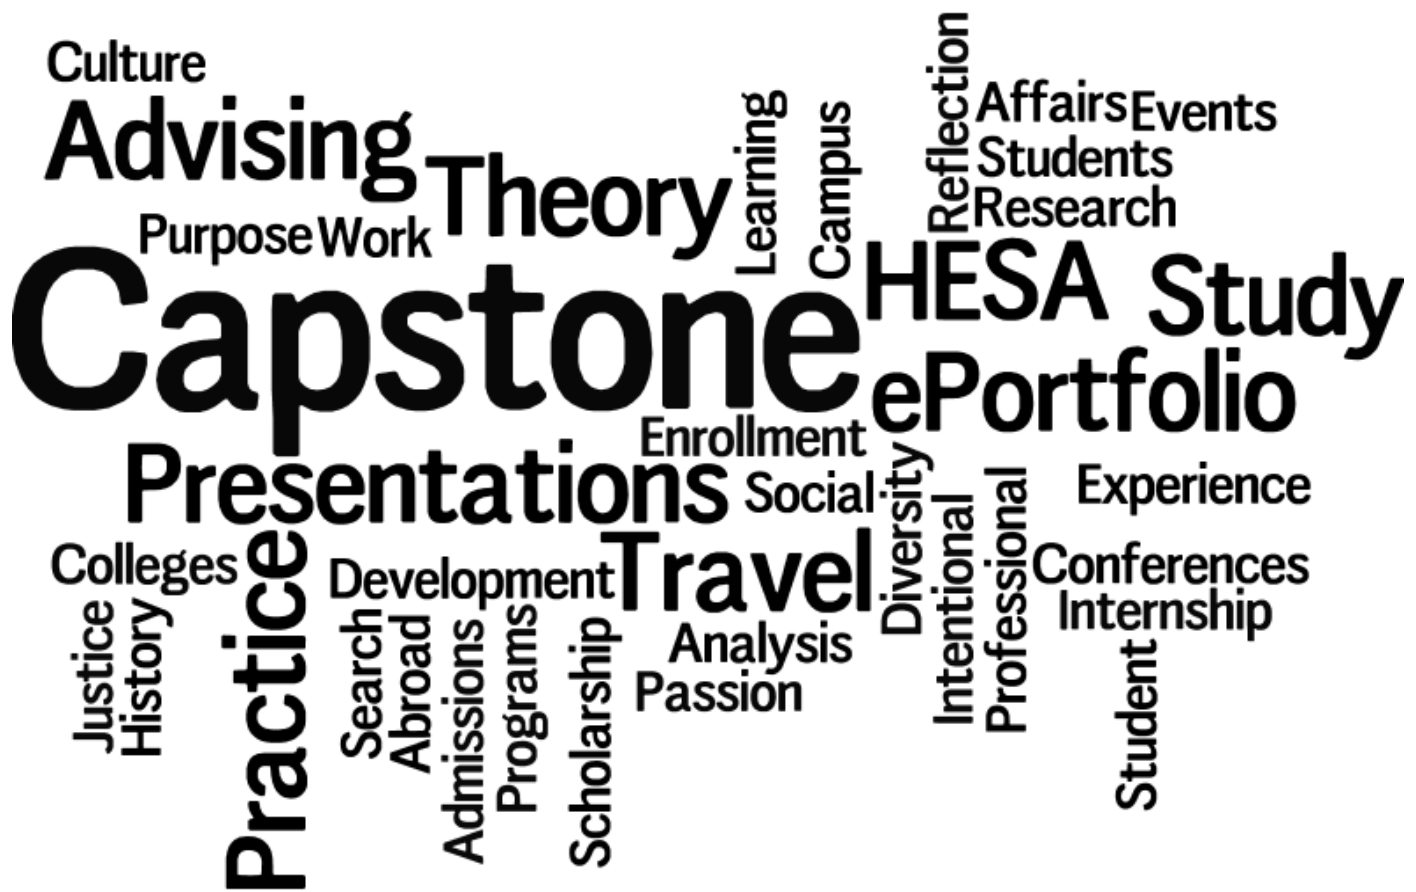 Culture
Advising
Theory
Learning
Campus
Reflection
Affairs
Events
Students
Research
Purpose
Work
Capstone
HESA
Study
ePortfolio
Enrollment
Presentations
Social
Diversity
Intentional
Professional
Experience
Colleges
Practice
Development
Travel
Conferences
Internship
Justice
History
Search
Abroad
Admissions
Programs
Scholarship
Analysis
Passion
Student